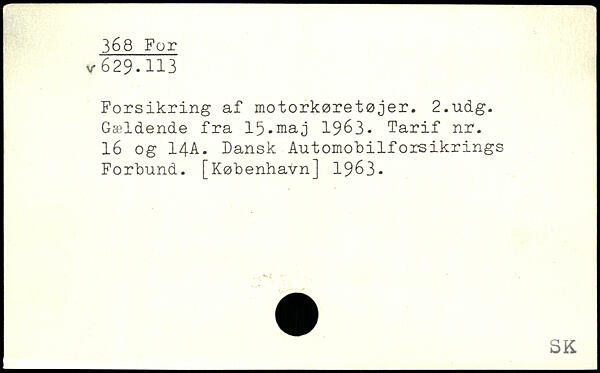 368 For
v 629.113
Forsikring af motorkøretøjer. 2.udg.
Gældende fra 15.maj 1963. Tarif nr.
16 og 14A. Dansk Automobilforsikrings
Forbund. [København] 1963.
SK